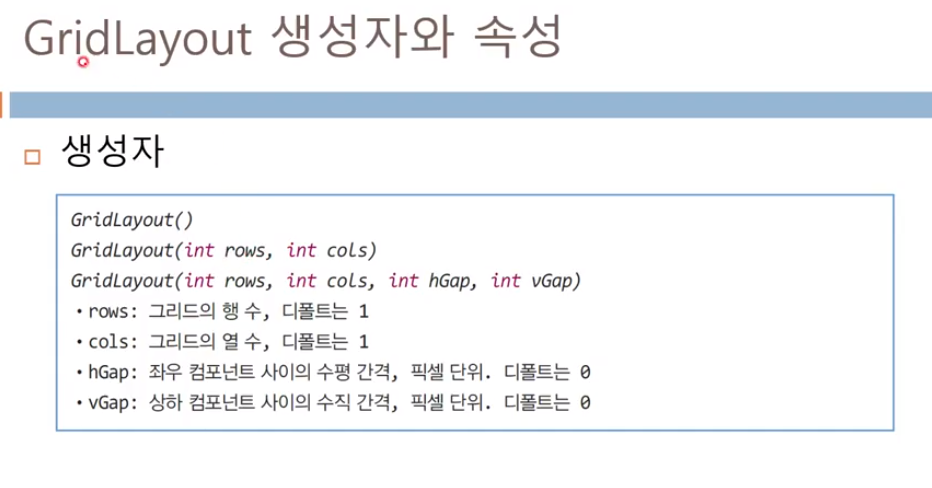 GridLayout 생성자와 속성
생성자
GridLayout()
GridLayout(int rows, int cols)
GridLayout(int rows, int cols, int hGap, int vGap)
• rows: 그리드의 행 수, 디폴트는 1
• cols: 그리드의 열 수, 디폴트는 1
• hGap: 좌우 컴포넌트 사이의 수평 간격, 픽셀 단위. 디폴트는 0
• vGap: 상하 컴포넌트 사이의 수직 간격, 픽셀 단위. 디폴트는 0